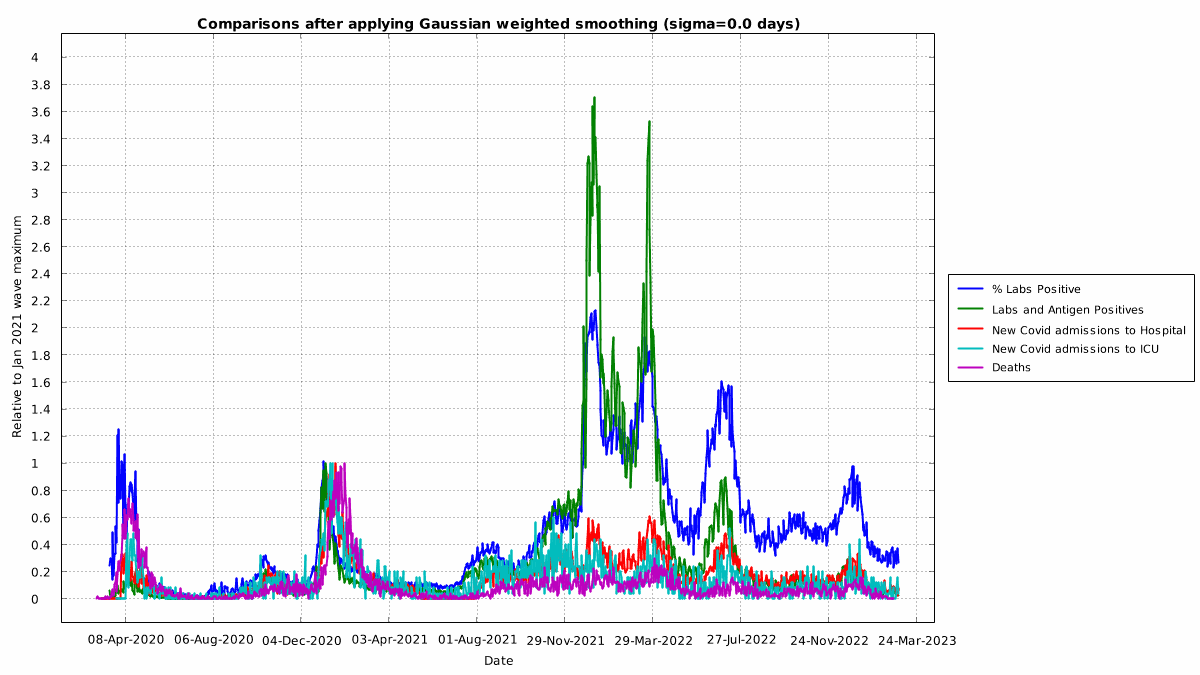 Comparisons after applying Gaussian weighted smoothing (sigma=0.0 days)
Relative to Jan 2021 wave maximum
4
3.8
3.6
3.4
3.2
3
2.8
2.6
2.4
2.2
2
1.8
1.6
1.4
1.2
1
0.8
0.6
0.4
0.2
0
08-Apr-2020 06-Aug-2020 04-Dec-2020 03-Apr-2021 01-Aug-2021 29-Nov-2021 29-Mar-2022 27-Jul-2022 24-Nov-2022 24-Mar-2023
Date
% Labs Positive
Labs and Antigen Positives
New Covid admissions to Hospital
New Covid admissions to ICU
Deaths